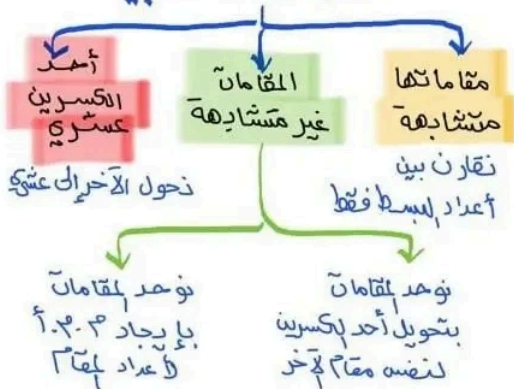 مقاماتها
متشابهة
نقارن بين
أعداد البسط فقط
المقامات
غير متشابهة
أحد
الكسرين
عشري
نحول الآخر إلى عشري
نوحد المقامات
بتحويل أحد الكسرين
لنفس مقام الآخر
نوحد المقامات
بإيجاد م.م.أ
لأعداد المقام